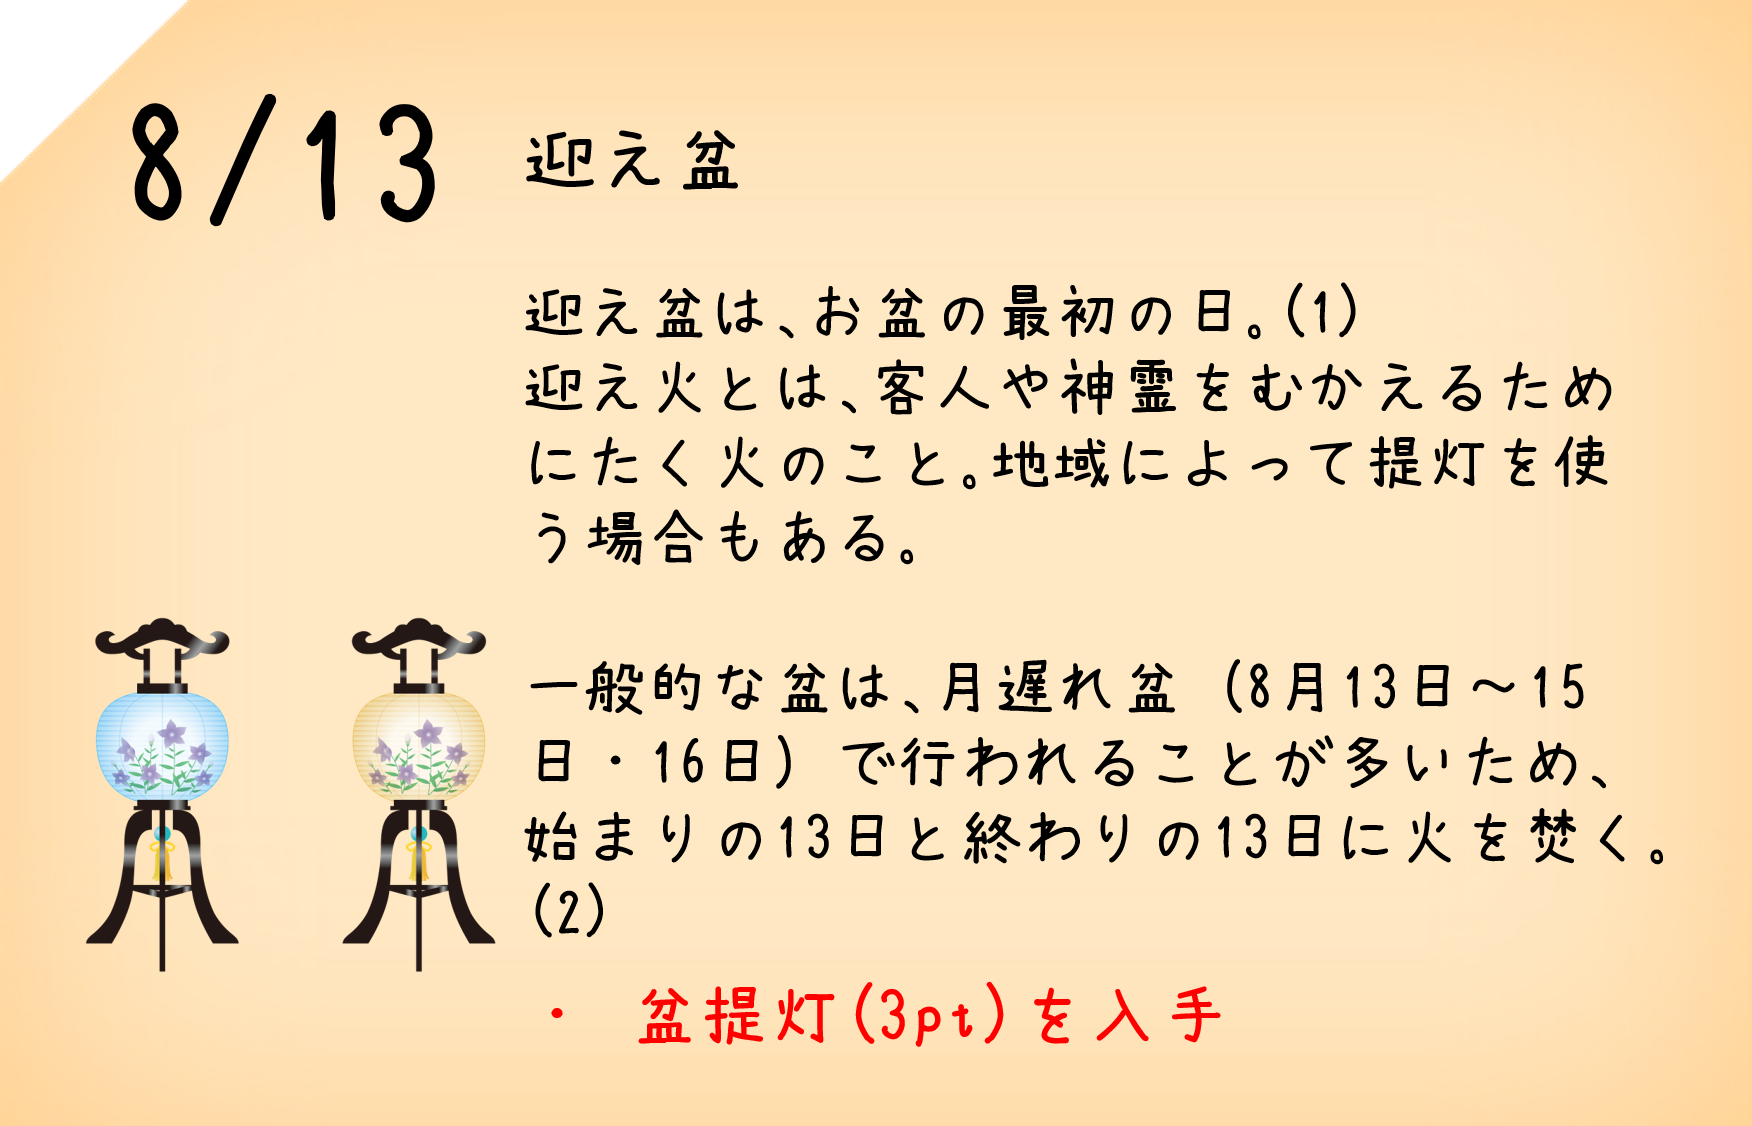 8/13 迎え盆
迎え盆は、お盆の最初の日。(1)
迎え火とは、客人や神霊をむかえるため
にたく火のこと。地域によって提灯を使
う場合もある。
一般的な盆は、月遅れ盆 (8月13日～15
日・16日) で行われることが多いため、
始まりの13日と終わりの13日に火を焚く。
(2)
・ 盆提灯(3pt)を入手